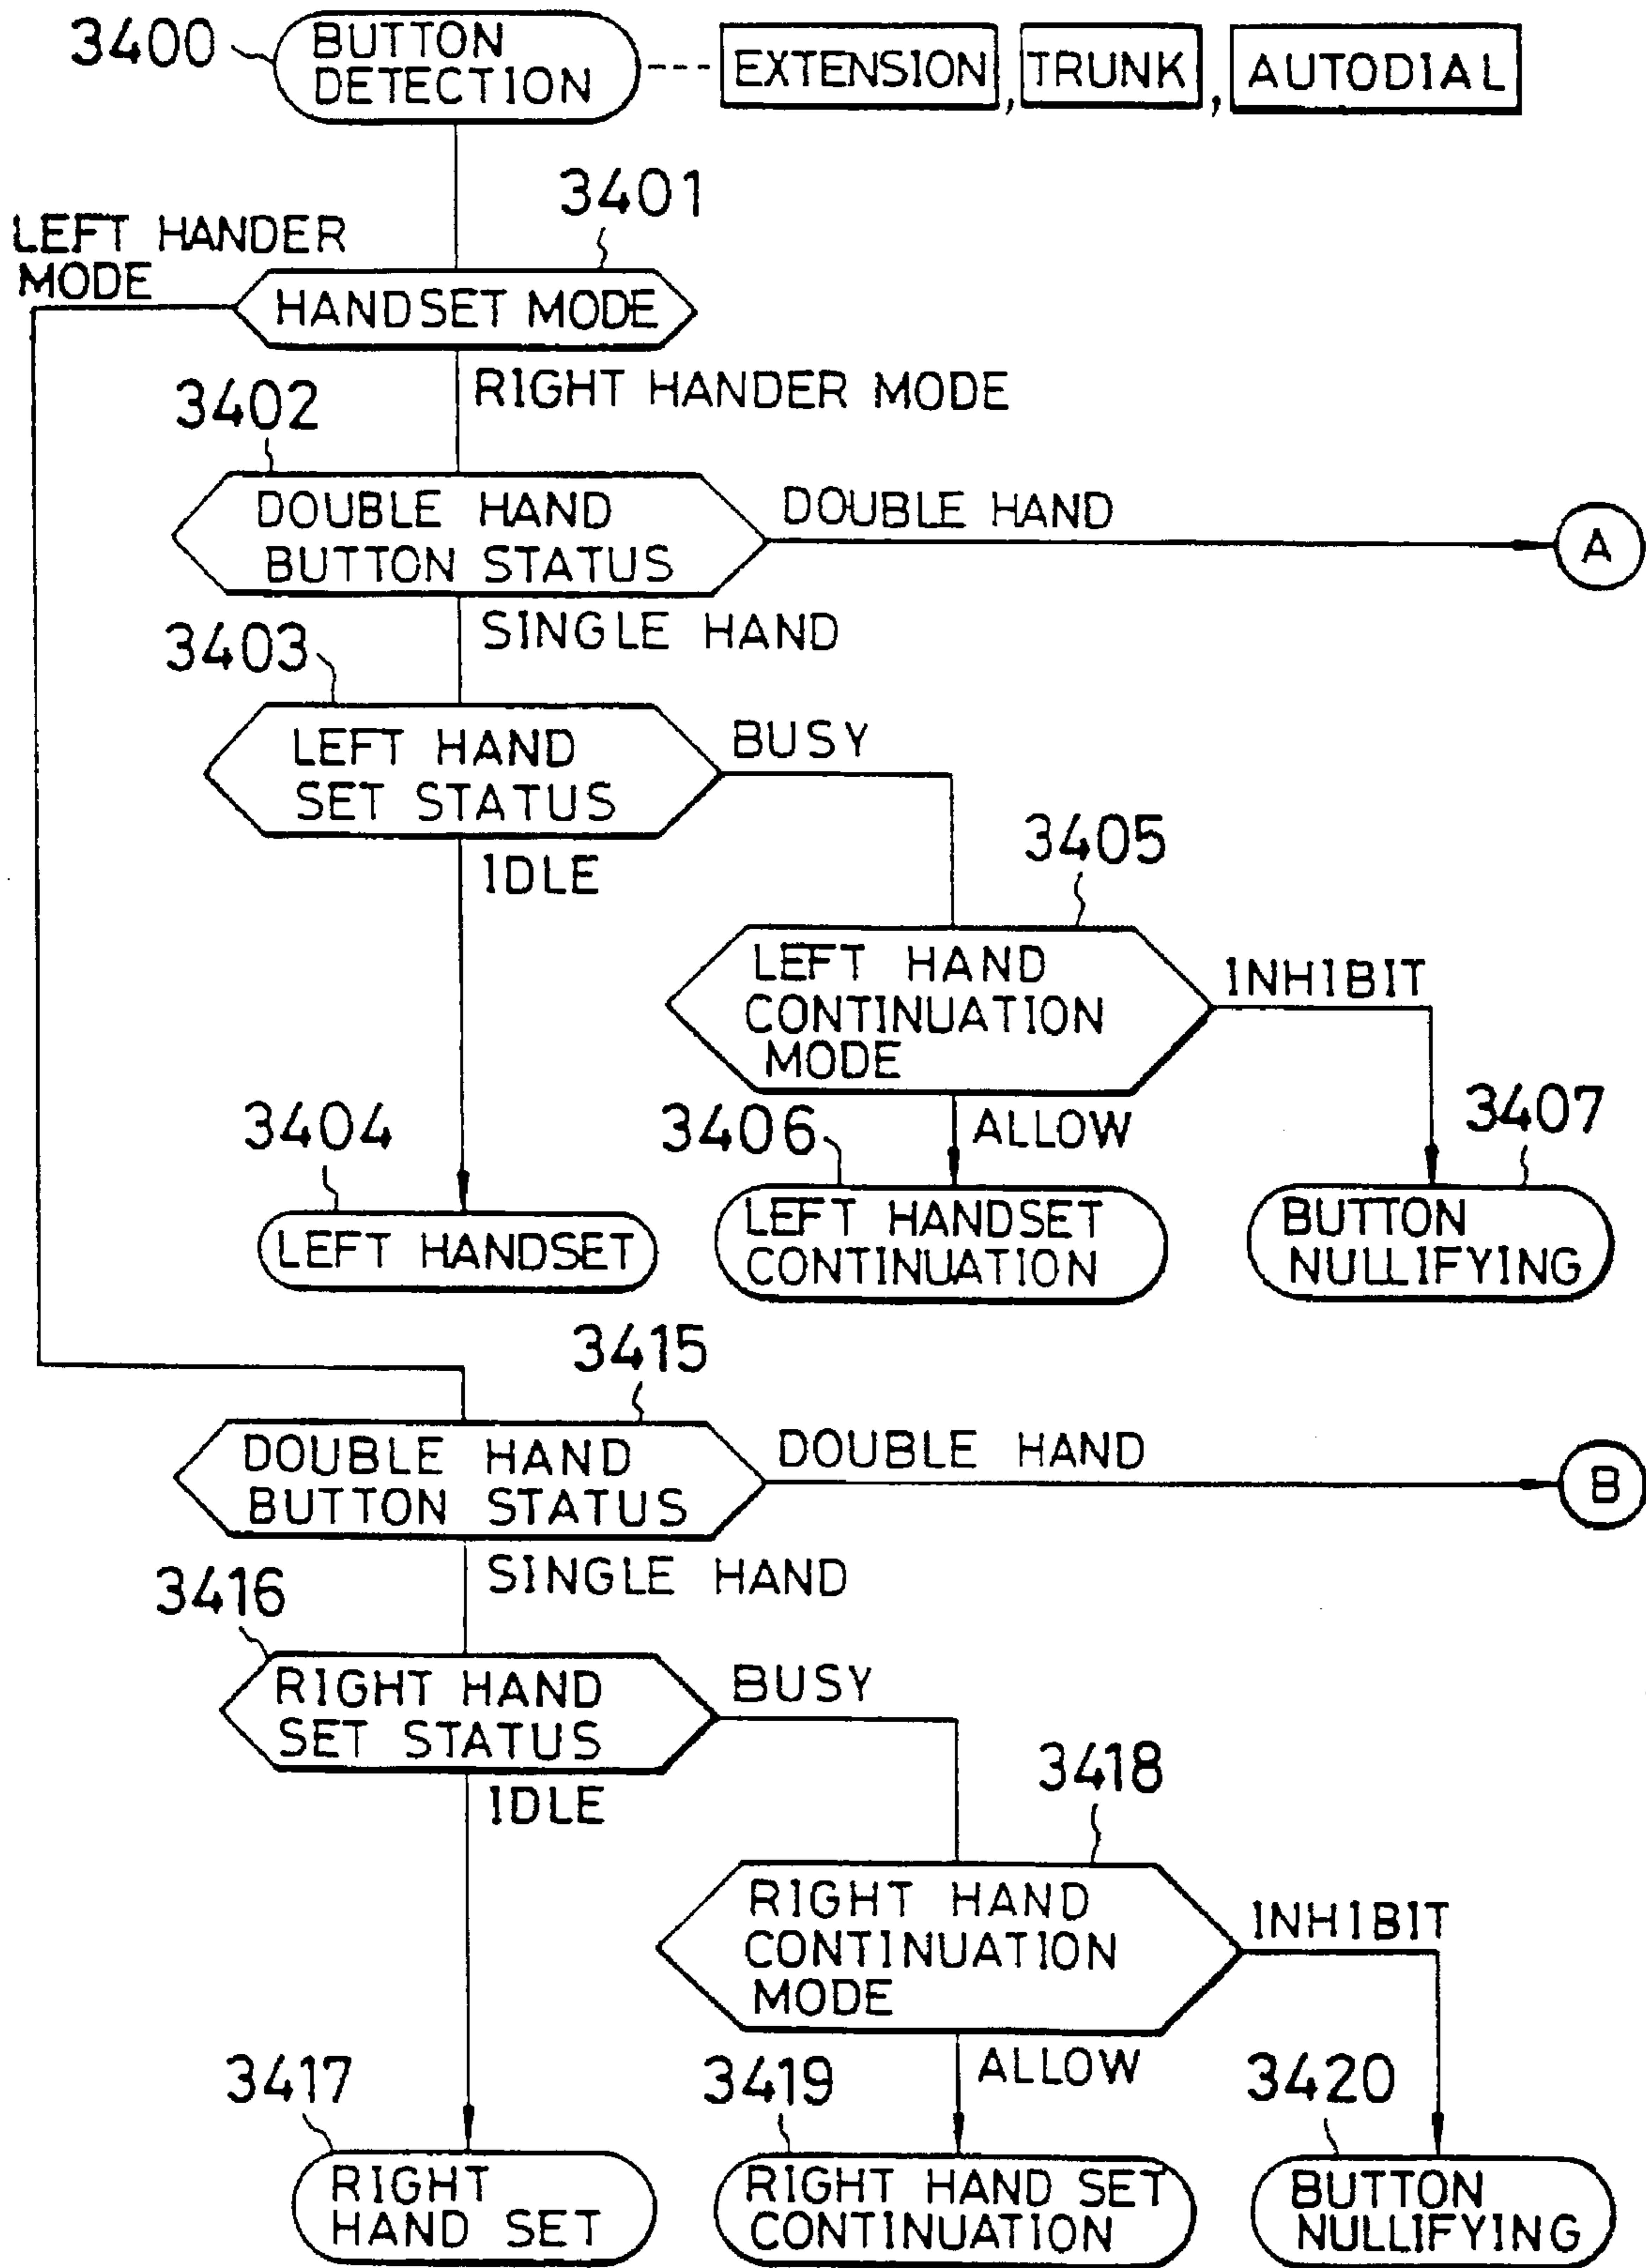 3400
BUTTON
DETECTION
EXTENSION, TRUNK, AUTODIAL
3401
LEFT HANDER
MODE
HANDSET MODE
RIGHT HANDER MODE
3402
DOUBLE HAND
BUTTON STATUS
DOUBLE HAND
A
SINGLE HAND
3403
LEFT HAND
SET STATUS
BUSY
IDLE
3405
LEFT HAND
CONTINUATION
MODE
INHIBIT
3404
3406
ALLOW
3407
LEFT HANDSET
LEFT HANDSET
CONTINUATION
BUTTON
NULLIFYING
3415
DOUBLE HAND
BUTTON STATUS
DOUBLE HAND
B
SINGLE HAND
3416
RIGHT HAND
SET STATUS
BUSY
IDLE
3418
RIGHT HAND
CONTINUATION
MODE
INHIBIT
3417
3419
ALLOW
3420
RIGHT
HAND SET
RIGHT HAND SET
CONTINUATION
BUTTON
NULLIFYING